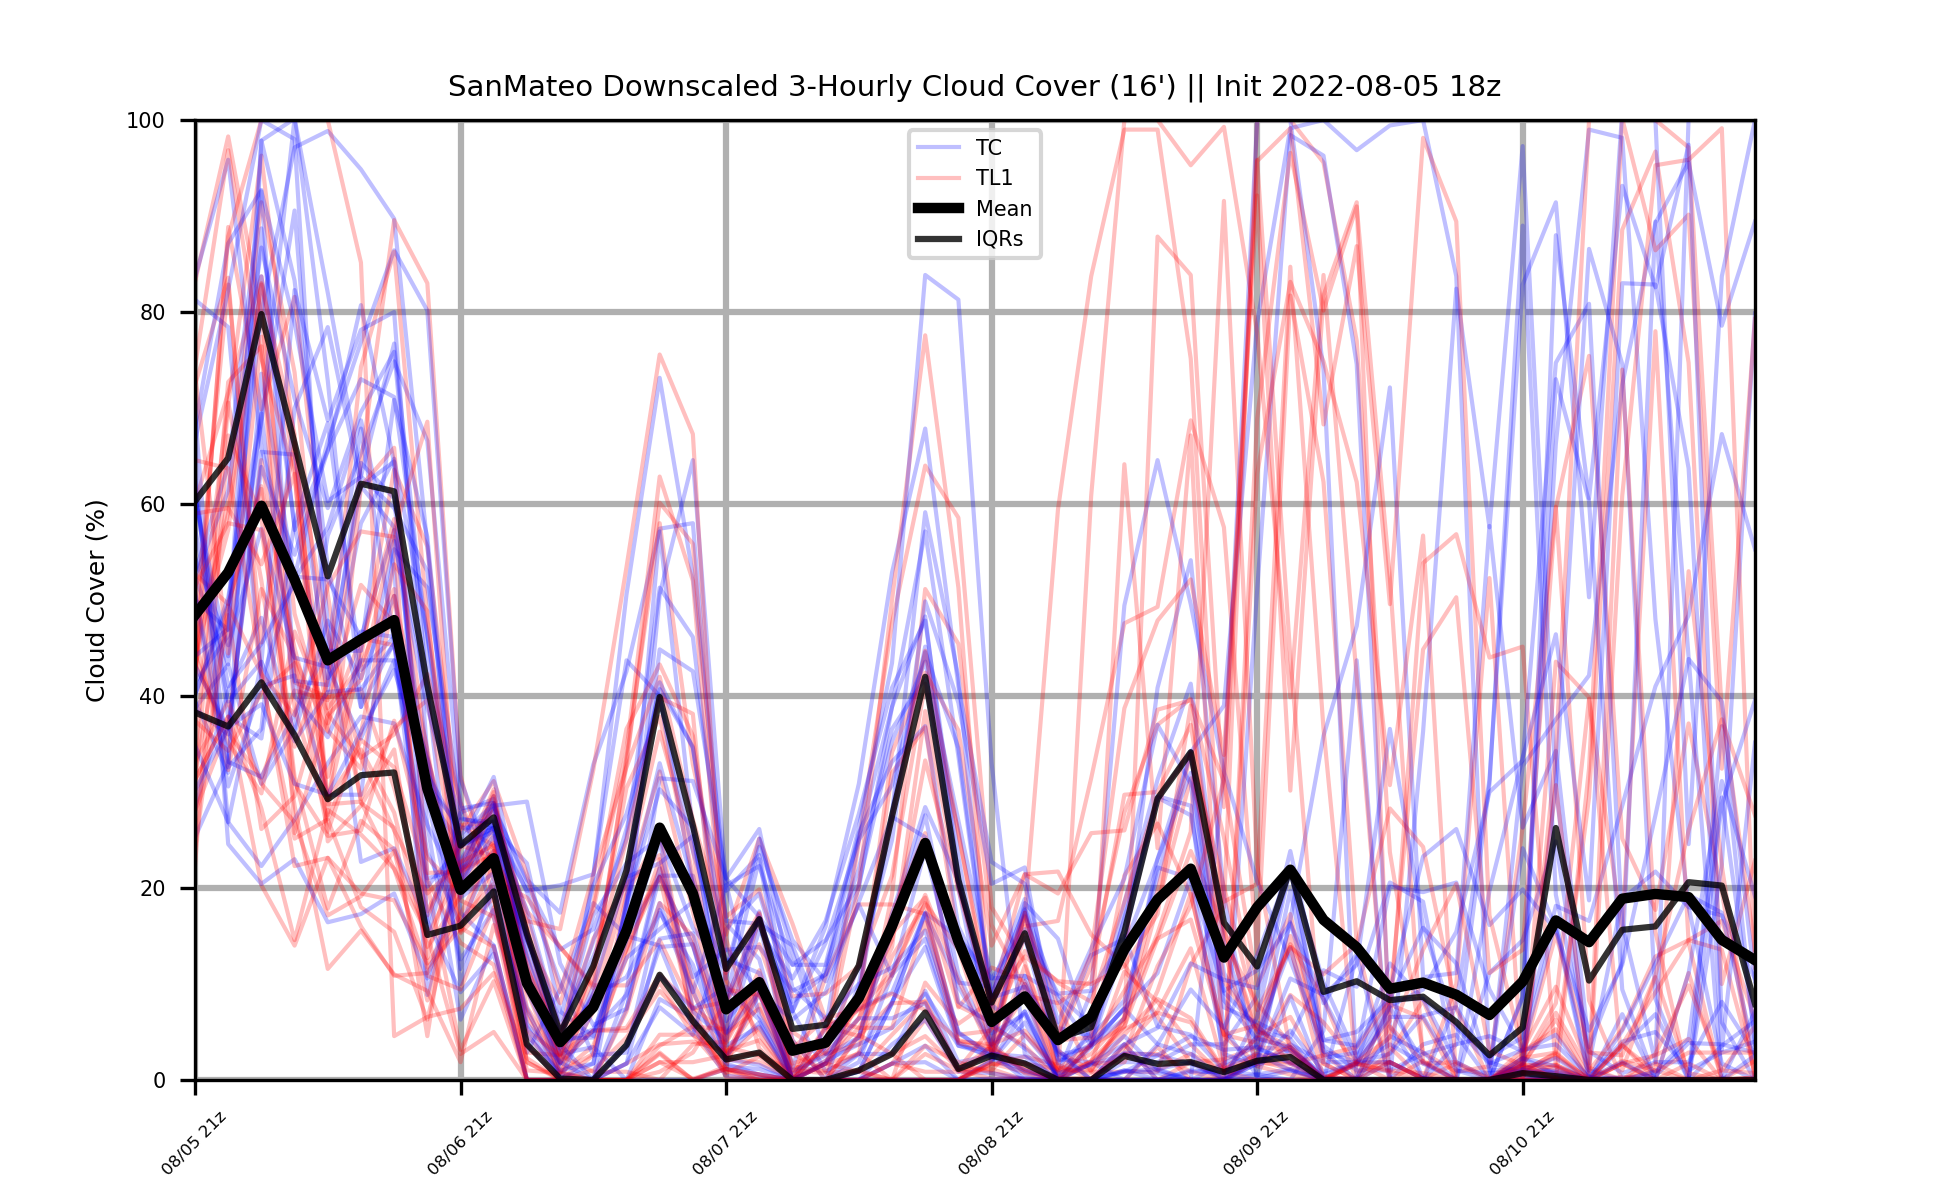 SanMateo Downscaled 3-Hourly Cloud Cover (16') || Init 2022-08-05 18z
TC
TL1
Mean
IQRs
Cloud Cover (%)
100
80
60
40
20
0
08/05 21z
08/06 21z
08/07 21z
08/08 21z
08/09 21z
08/10 21z